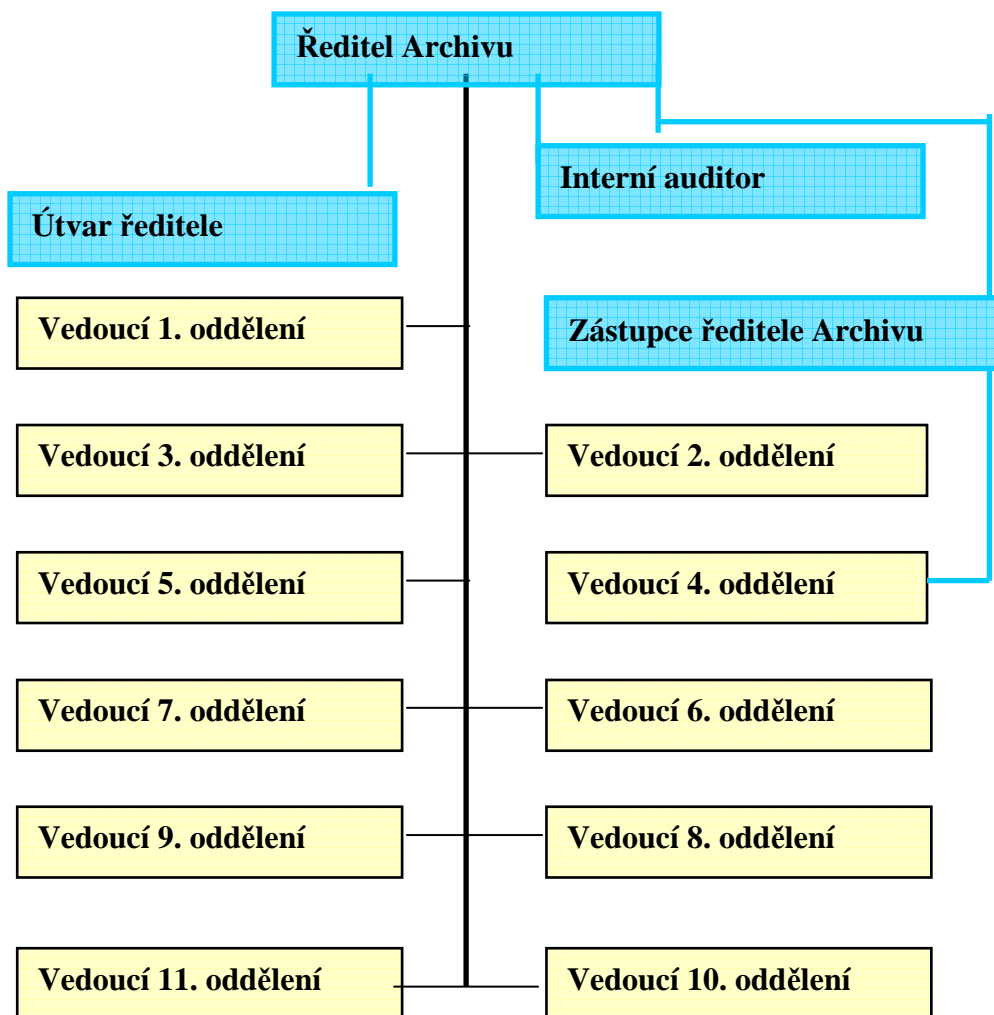 Ředitel Archivu
Interní auditor
Útvar ředitele
Vedoucí 1. oddělení
Zástupce ředitele Archivu
Vedoucí 3. oddělení
Vedoucí 2. oddělení
Vedoucí 5. oddělení
Vedoucí 4. oddělení
Vedoucí 7. oddělení
Vedoucí 6. oddělení
Vedoucí 9. oddělení
Vedoucí 8. oddělení
Vedoucí 11. oddělení
Vedoucí 10. oddělení